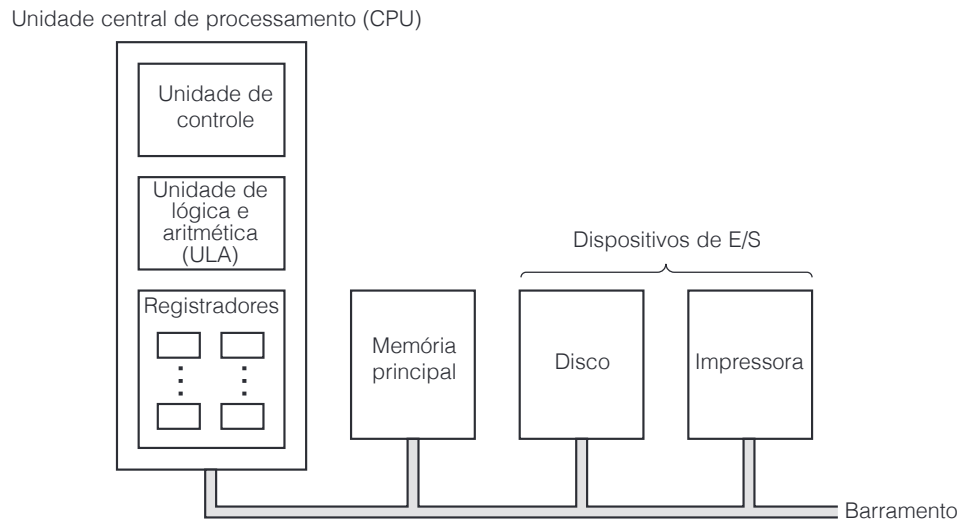 Unidade central de processamento (CPU)
Unidade de
controle
Unidade de
lógica e
aritmética
(ULA)
Registradores
Dispositivos de E/S
Memória
principal
Disco
Impressora
Barramento